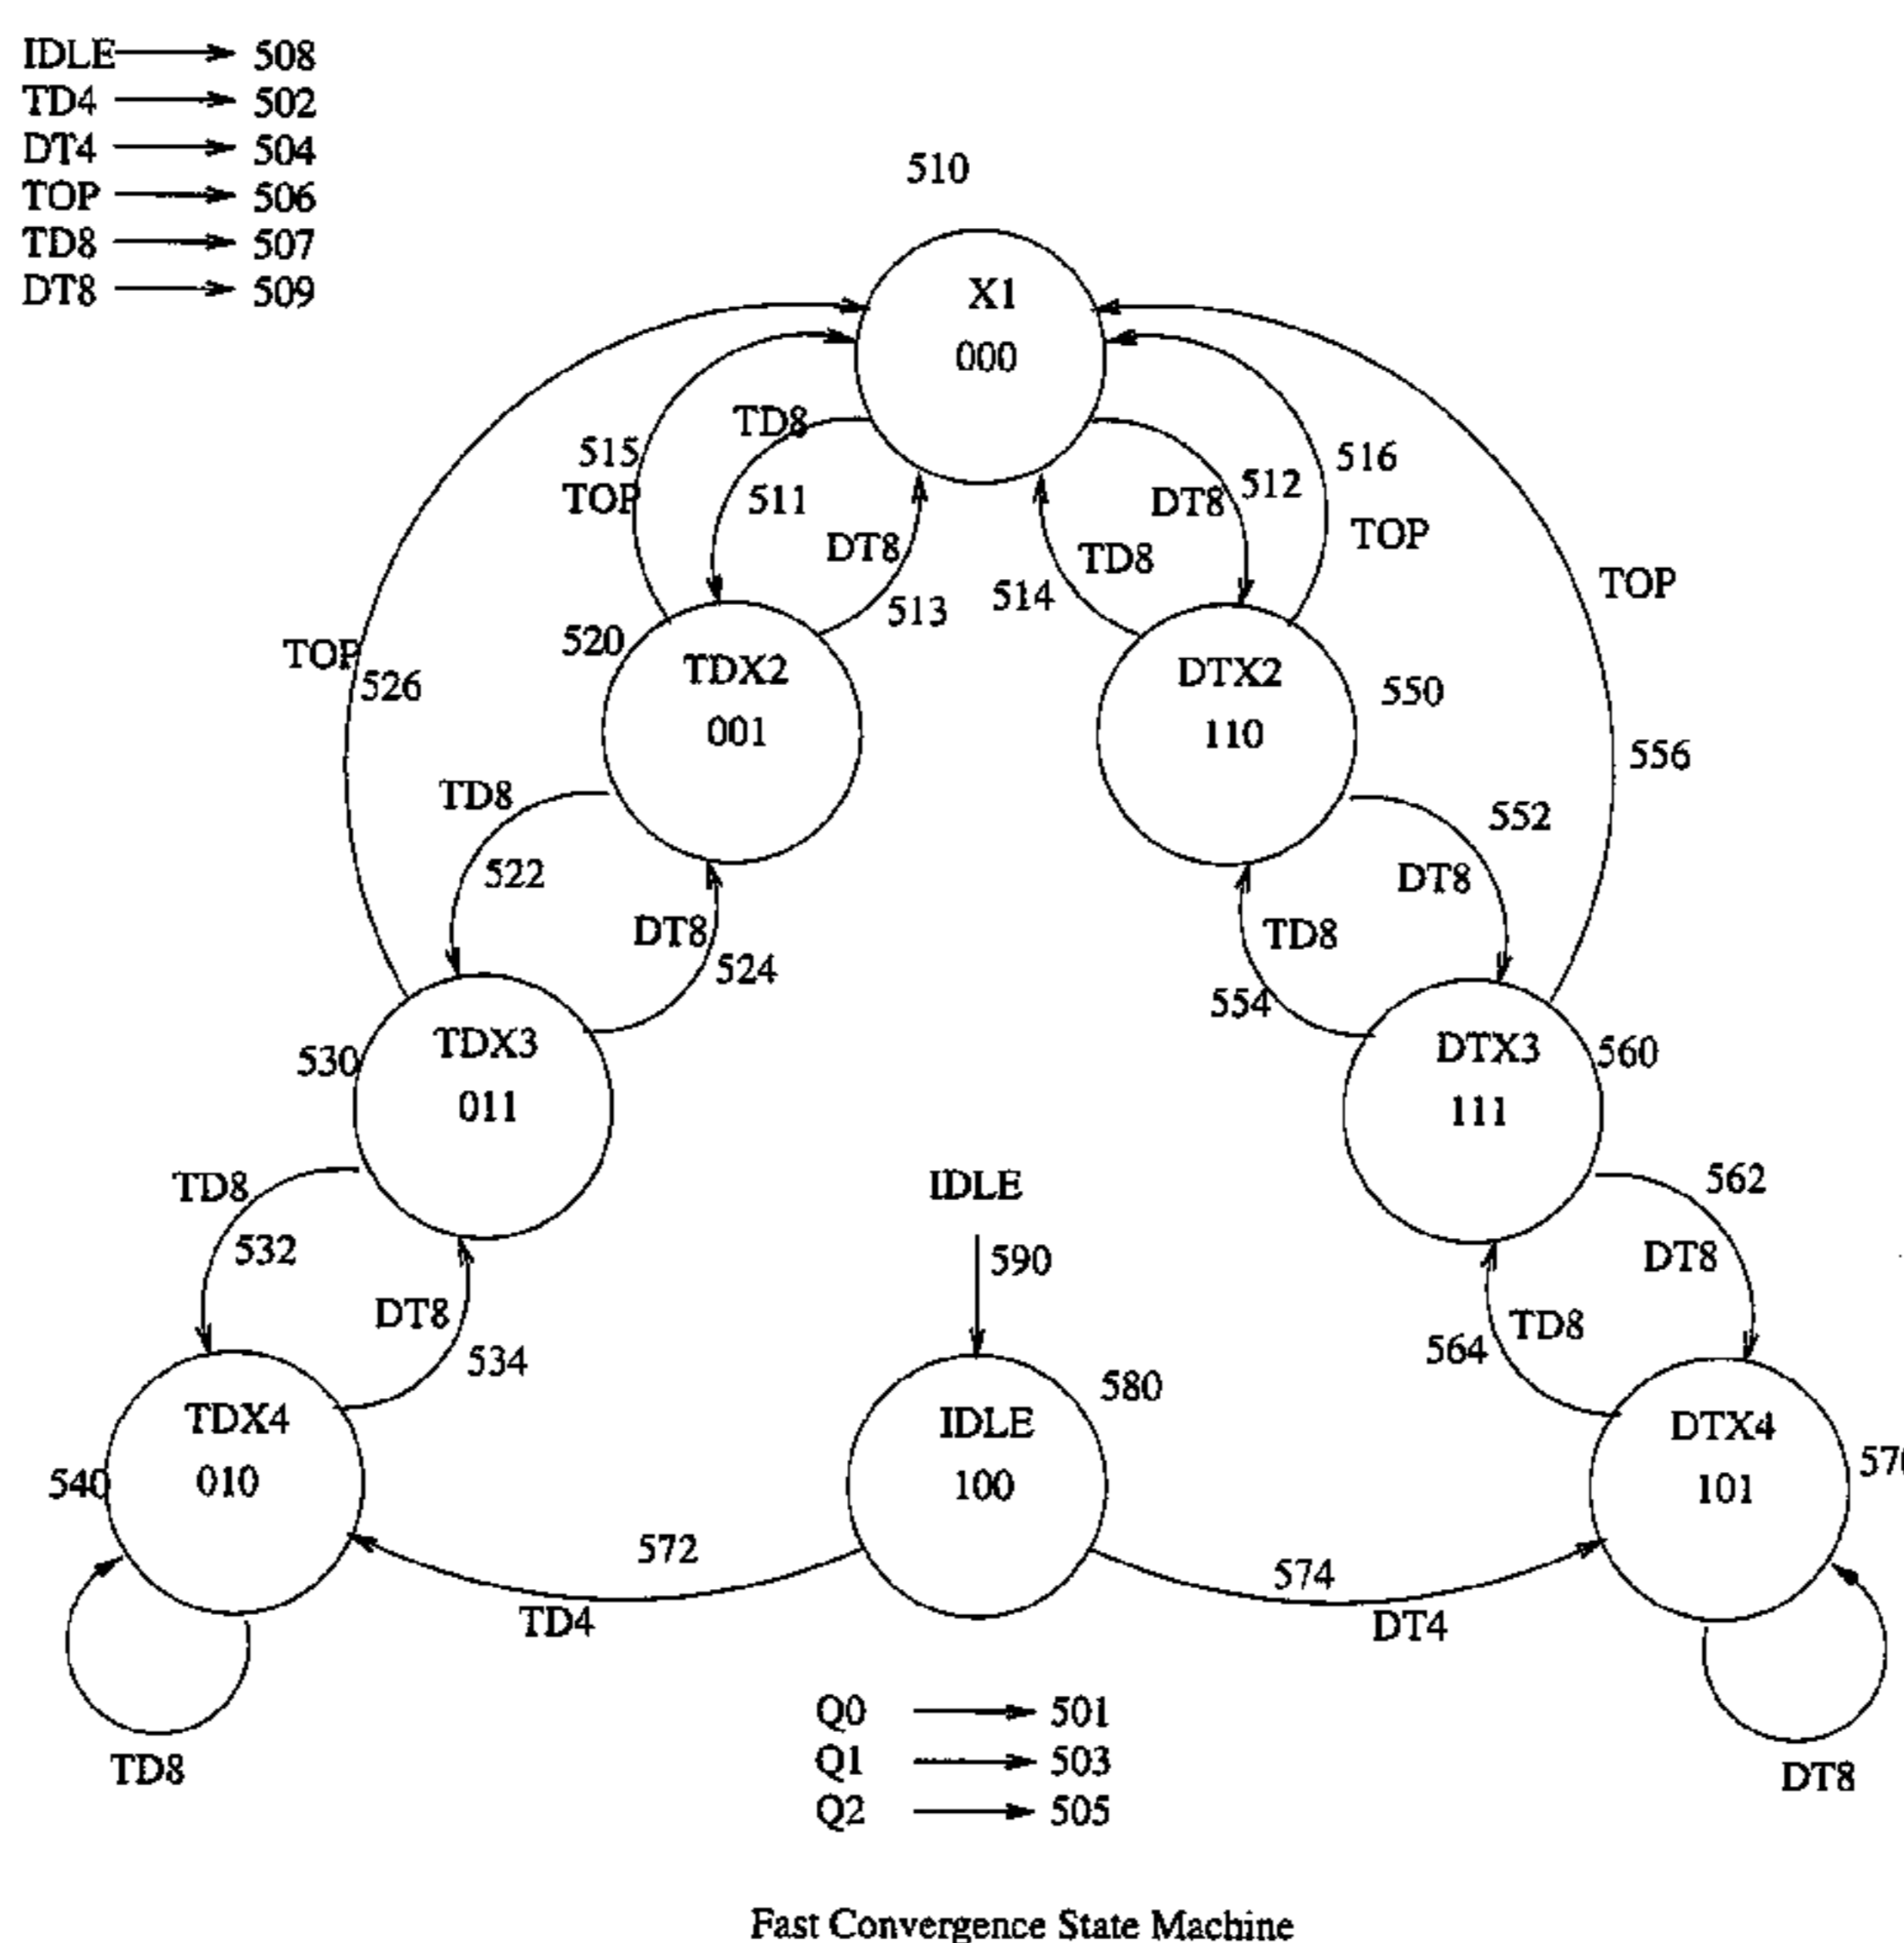 IDLE 508
TD4 502
DT4 504
TOP 506
TD8 507
DT8 509
510
X1
000
TD8
515
TOP
511
DT8
513
DT8
512
516
TOP
TD8
514
TOP
TOP
526
520
TDX2
001
DTX2
110
550
556
TD8
522
DT8
524
552
DT8
TD8
554
530
TDX3
011
DTX3
111
560
TD8
532
DT8
534
IDLE
590
562
DT8
TD8
564
TDX4
010
540
IDLE
100
580
DTX4
101
572
TD4
574
DT4
TD8
DT8
Q0 501
Q1 503
Q2 505
Fast Convergence State Machine